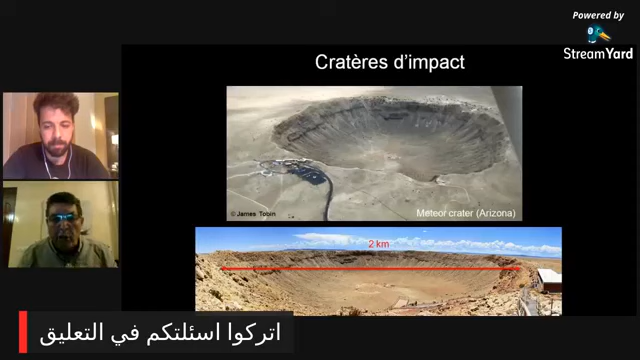 Powered by
StreamYard
Cratères d'impact
© James Tobin
Meteor crater (Arizona)
2 km
اتركوا اسئلتكم في التعليق